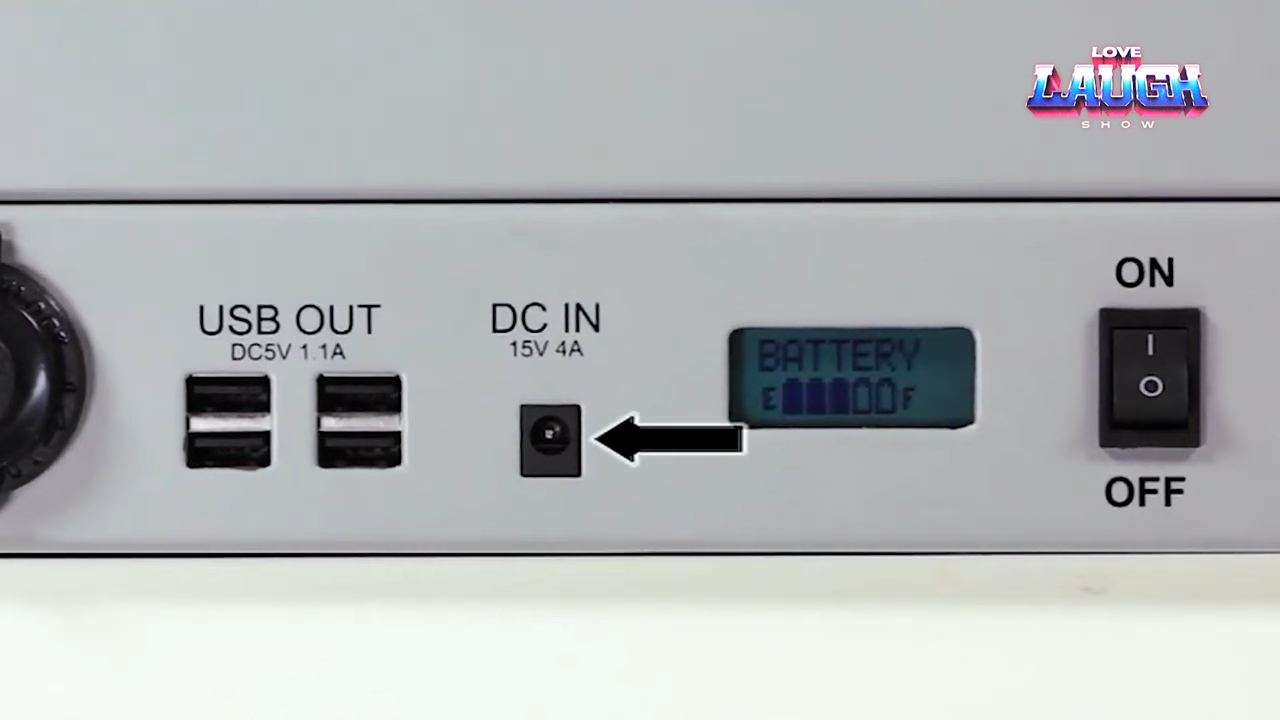 LOVE
LAUGH
SHOW
USB OUT
DC5V 1.1A
DC IN
15V 4A
BATTERY
E F
ON
OFF